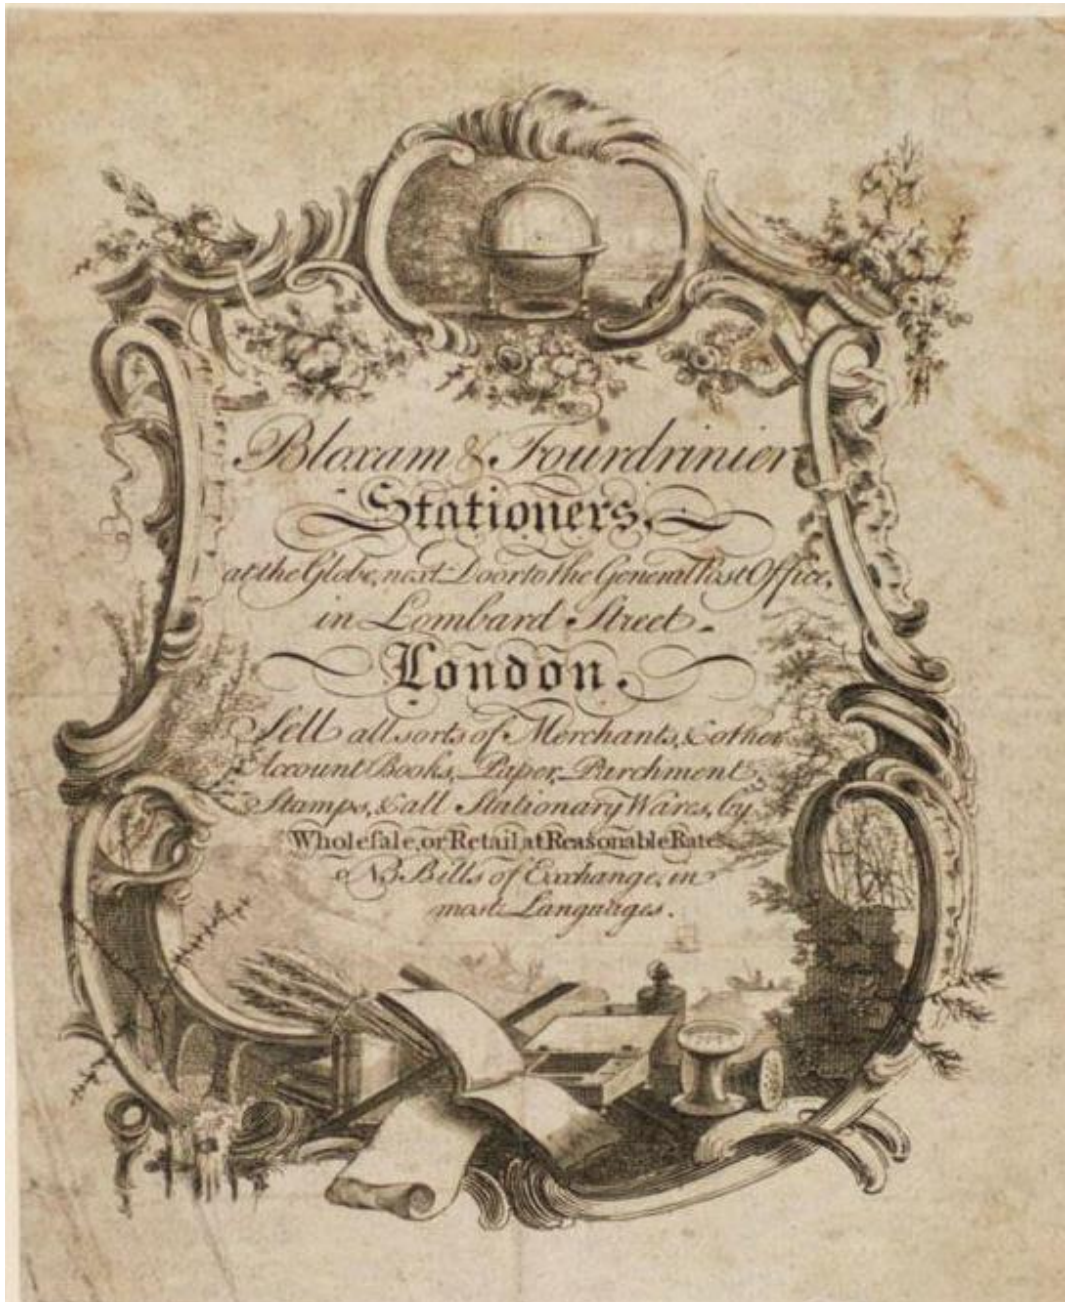 Bloxam & Fourdrinier
Stationers,
at the Globe, next Door to the General Post Office,
in Lombard Street.
London.
Sell all sorts of Merchants, & other
Account Books, Paper, Parchment,
Stamps, & all Stationary Wares, by
Wholeſale, or Retail, at Reasonable Rates
NB Bills of Exchange, in
most Languages.